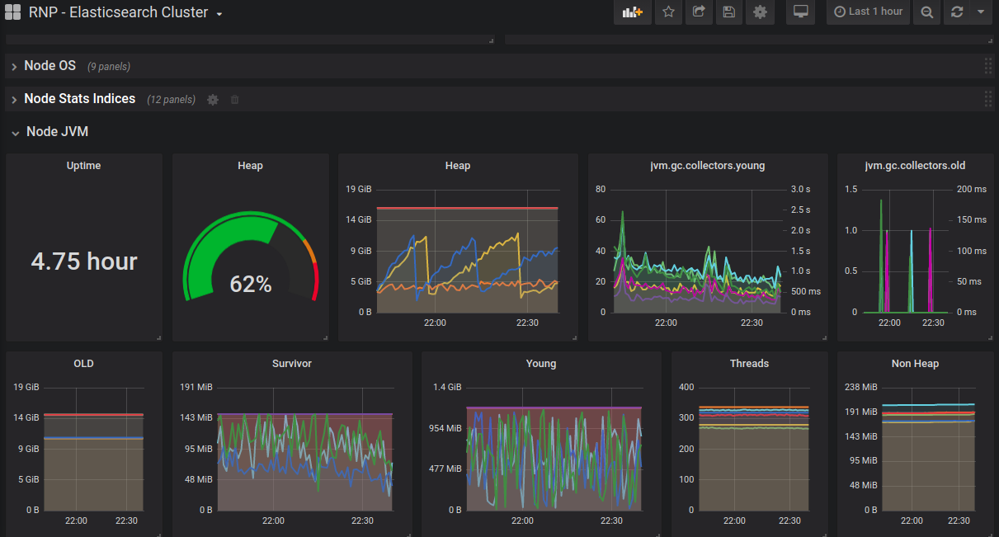 RNP - Elasticsearch Cluster
Last 1 hour
Node OS (9 panels)
Node Stats Indices (12 panels)
Node JVM
Uptime
4.75 hour
Heap
62%
Heap
19 GiB
14 GiB
9 GiB
5 GiB
0 B
22:00 22:30
jvm.gc.collectors.young
80 3.0 s
2.5 s
60 2.0 s
1.5 s
40 1.0 s
20 500 ms
0 0 ms
22:00 22:30
jvm.gc.collectors.old
1.5 200 ms
150 ms
1.0 100 ms
0.5 50 ms
0 0 ms
22:00 22:30
OLD
19 GiB
14 GiB
9 GiB
5 GiB
0 B
22:00 22:30
Survivor
191 MiB
143 MiB
95 MiB
48 MiB
0 B
22:00 22:30
Young
1.4 GiB
954 MiB
477 MiB
0 B
22:00 22:30
Threads
400
300
200
100
0
22:00 22:30
Non Heap
238 MiB
191 MiB
143 MiB
95 MiB
48 MiB
0 B
22:00 22:30